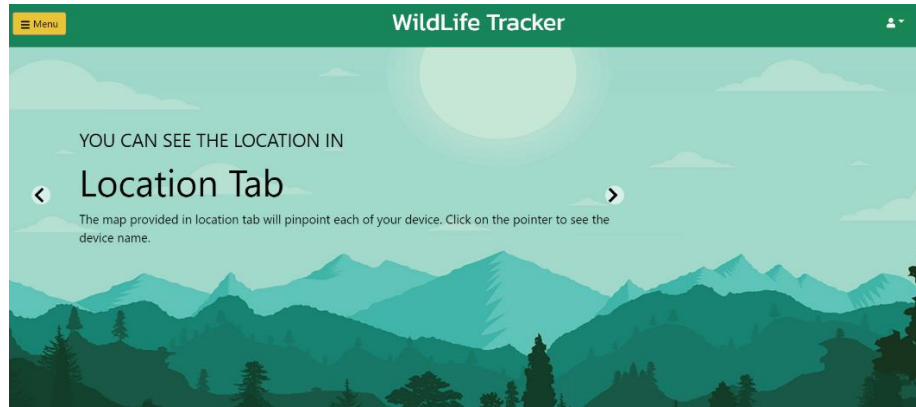 Menu
WildLife Tracker
YOU CAN SEE THE LOCATION IN
Location Tab
The map provided in location tab will pinpoint each of your device. Click on the pointer to see the
device name.